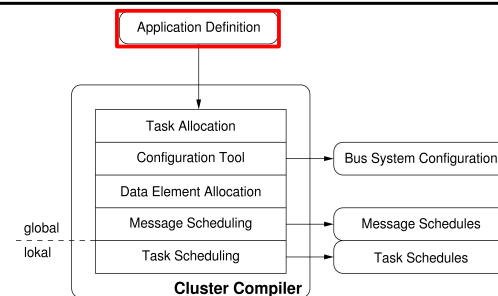 Application Definition
Task Allocation
Configuration Tool
Bus System Configuration
Data Element Allocation
global
Message Scheduling
Message Schedules
lokal
Task Scheduling
Task Schedules
Cluster Compiler